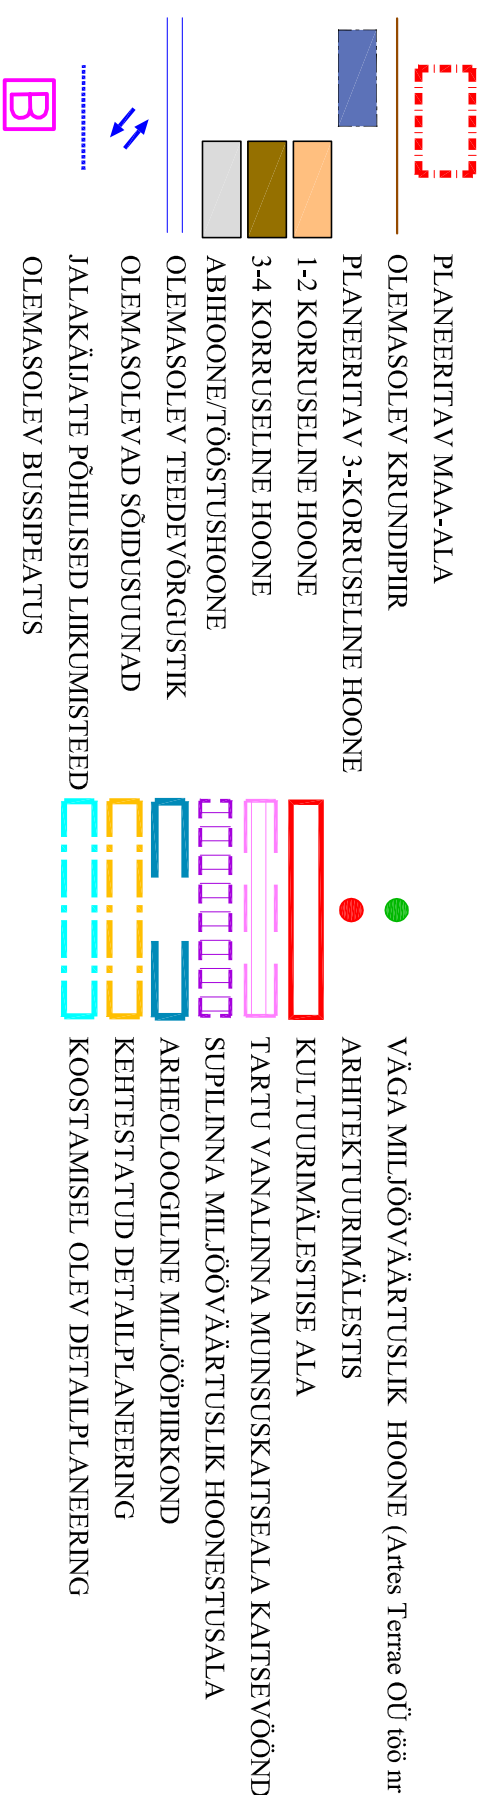 PLANEERITAV MAA-ALA
OLEMASOLEV KRUNDIPIIR
PLANEERITAV 3-KORRUSELINE HOONE
1-2 KORRUSELINE HOONE
3-4 KORRUSELINE HOONE
ABIHOONE/TÖÖSTUSHOONE
OLEMASOLEV TEEDEVÕRGUSTIK
OLEMASOLEVAD SÕIDUSUUNAD
JALAKÄIJATE PÕHILISED LIIKUMISTEED
B
OLEMASOLEV BUSSIPEATUS
VÄGA MILJÖÖVÄÄRTUSLIK HOONE (Artes Terrae OÜ töö nr
ARHITEKTUURIMÄLESTIS
KULTUURIMÄLESTISE ALA
TARTU VANALINNA MUINSUSKAITSEALA KAITSEVÖÖND
SUPILINNA MILJÖÖVÄÄRTUSLIK HOONESTUSALA
ARHEOLOOGILINE MILJÖÖPIIRKOND
KEHTESTATUD DETAILPLANEERING
KOOSTAMISEL OLEV DETAILPLANEERING